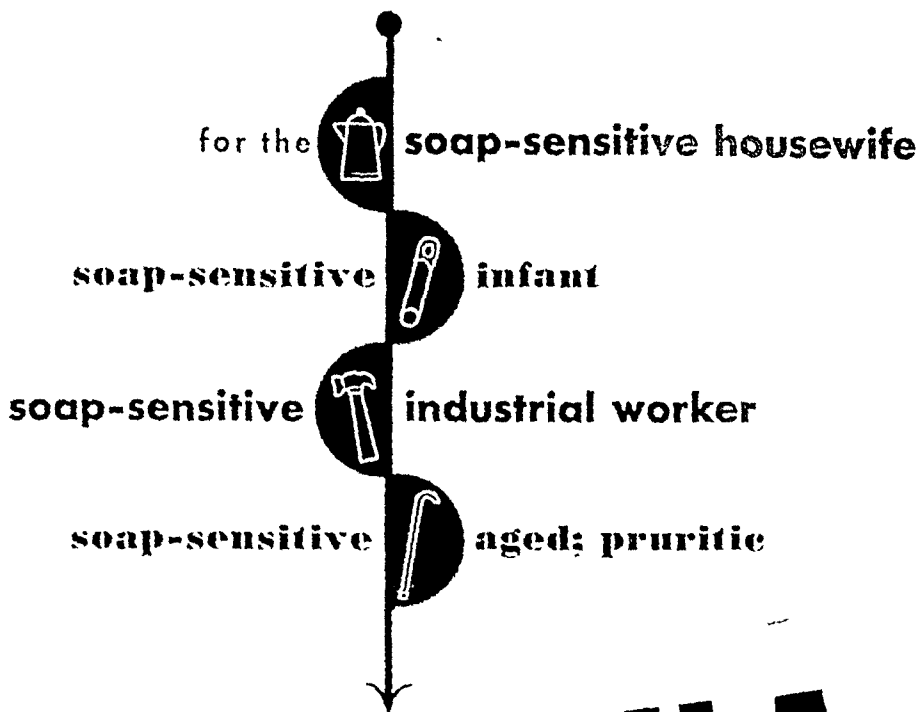 for the soap-sensitive housewife
soap-sensitive infant
soap-sensitive industrial worker
soap-sensitive aged; pruritic